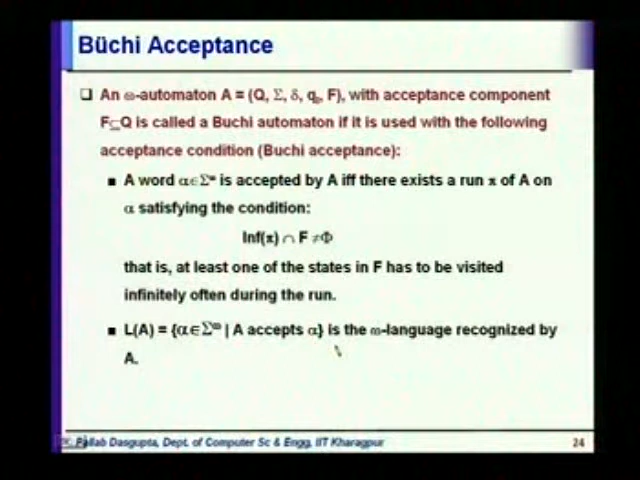 Büchi Acceptance
❑ An ω-automaton A = (Q, Σ, δ, q₀, F), with acceptance component
F⊆Q is called a Buchi automaton if it is used with the following
acceptance condition (Buchi acceptance):
■ A word α∈Σ^ω is accepted by A iff there exists a run π of A on
α satisfying the condition:
Inf(π) ∩ F ≠Φ
that is, at least one of the states in F has to be visited
infinitely often during the run.
■ L(A) = {α∈Σ^ω | A accepts α} is the ω-language recognized by
A.
Pallab Dasgupta, Dept. of Computer Sc & Engg, IIT Kharagpur 24